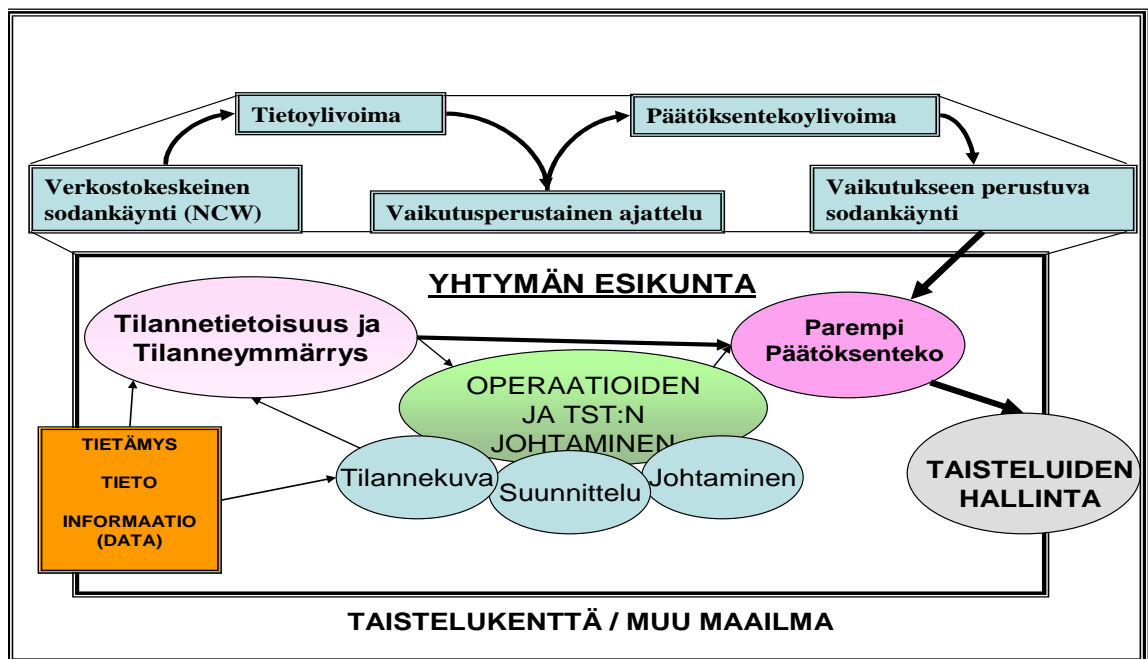 Tietoylivoima
Päätöksentekoylivoima
Verkostokeskeinen
sodankäynti (NCW)
Vaikutusperustainen ajattelu
Vaikutukseen perustuva
sodankäynti
YHTYMÄN ESIKUNTA
Tilannetietoisuus ja
Tilanneymmärrys
Parempi
Päätöksenteko
OPERAATIOIDEN
JA TST:N
JOHTAMINEN
TIETÄMYS
TIETO
INFORMAATIO
(DATA)
Tilannekuva
Suunnittelu
Johtaminen
TAISTELUIDEN
HALLINTA
TAISTELUKENTTÄ / MUU MAAILMA